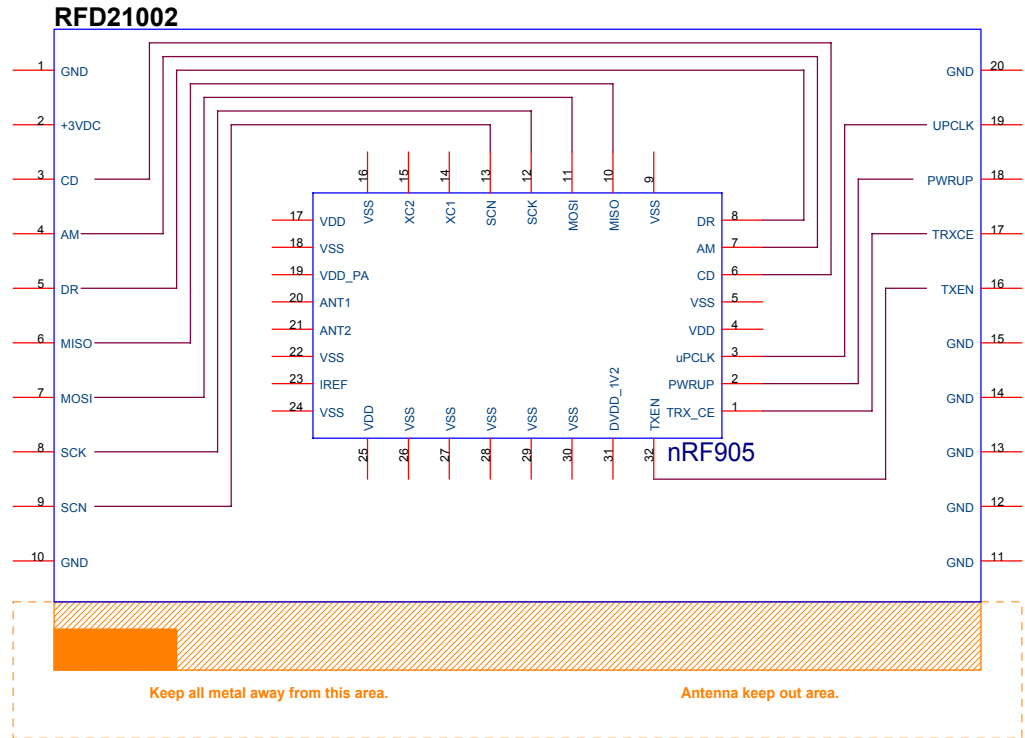 RFD21002
1 GND
2 +3VDC
3 CD
4 AM
5 DR
6 MISO
7 MOSI
8 SCK
9 SCN
10 GND
20 GND
19 UPCLK
18 PWRUP
17 TRXCE
16 TXEN
15 GND
14 GND
13 GND
12 GND
11 GND
16 VSS
15 XC2
14 XC1
13 SCN
12 SCK
11 MOSI
10 MISO
9 VSS
17 VDD
18 VSS
19 VDD_PA
20 ANT1
21 ANT2
22 VSS
23 IREF
24 VSS
DR 8
AM 7
CD 6
VSS 5
VDD 4
uPCLK 3
PWRUP 2
TRX_CE 1
VDD 25
VSS 26
VSS 27
VSS 28
VSS 29
VSS 30
DVDD_1V2 31
TXEN 32
nRF905
Keep all metal away from this area.
Antenna keep out area.